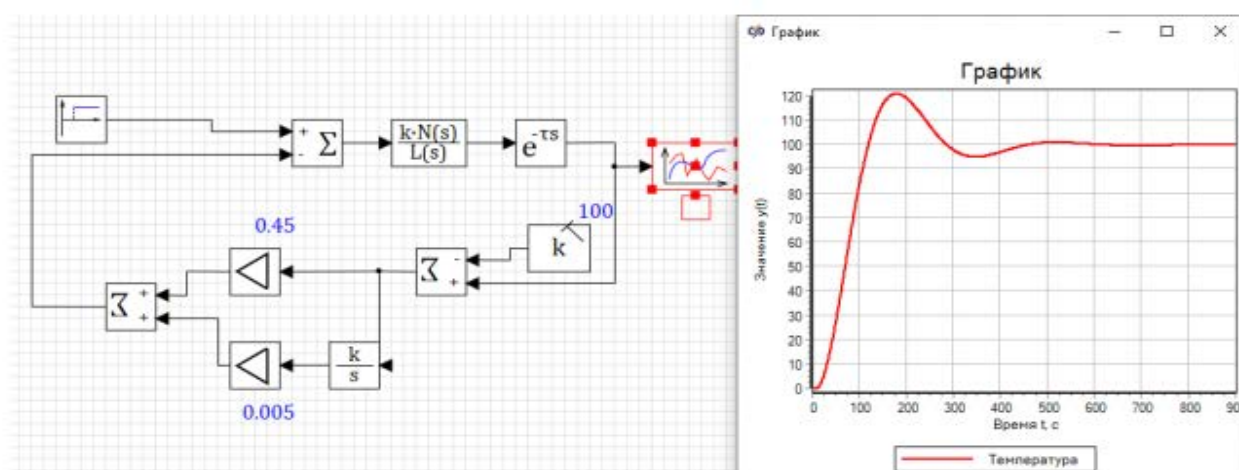 График
График
+
-
Σ
k·N(s)
L(s)
e-τs
0.45
100
k
Σ
-
+
Σ
+
+
k
s
0.005
120
110
100
90
80
70
60
50
40
30
20
10
0
Значение y(t)
0 100 200 300 400 500 600 700 800 90
Время t, с
Температура